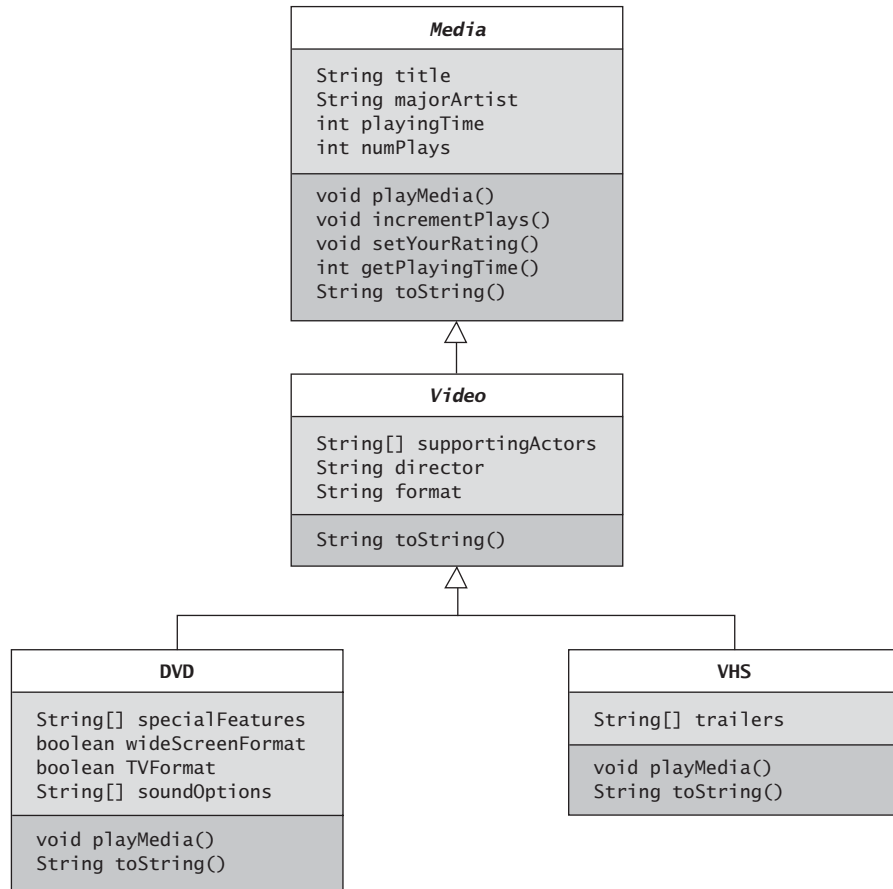 Media
String title
String majorArtist
int playingTime
int numPlays
void playMedia()
void incrementPlays()
void setYourRating()
int getPlayingTime()
String toString()
Video
String[] supportingActors
String director
String format
String toString()
DVD
String[] specialFeatures
boolean wideScreenFormat
boolean TVFormat
String[] soundOptions
void playMedia()
String toString()
VHS
String[] trailers
void playMedia()
String toString()